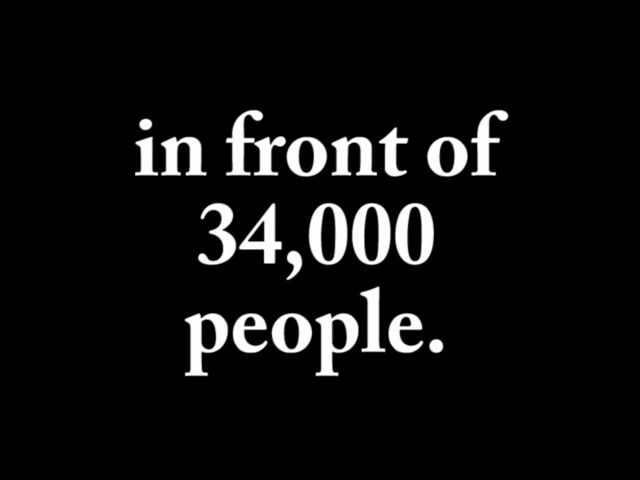 in front of
34,000
people.